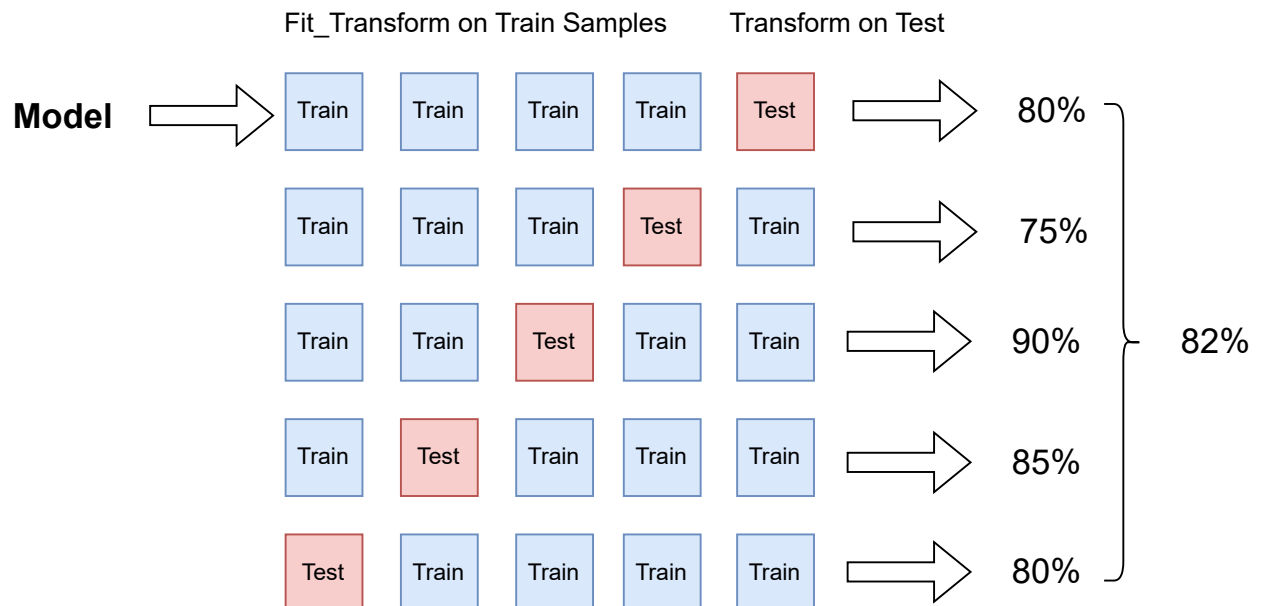 Fit_Transform on Train Samples Transform on Test
Model Train Train Train Train Test 80%
Train Train Train Test Train 75%
Train Train Test Train Train 90%
82%
Train Test Train Train Train 85%
Test Train Train Train Train 80%